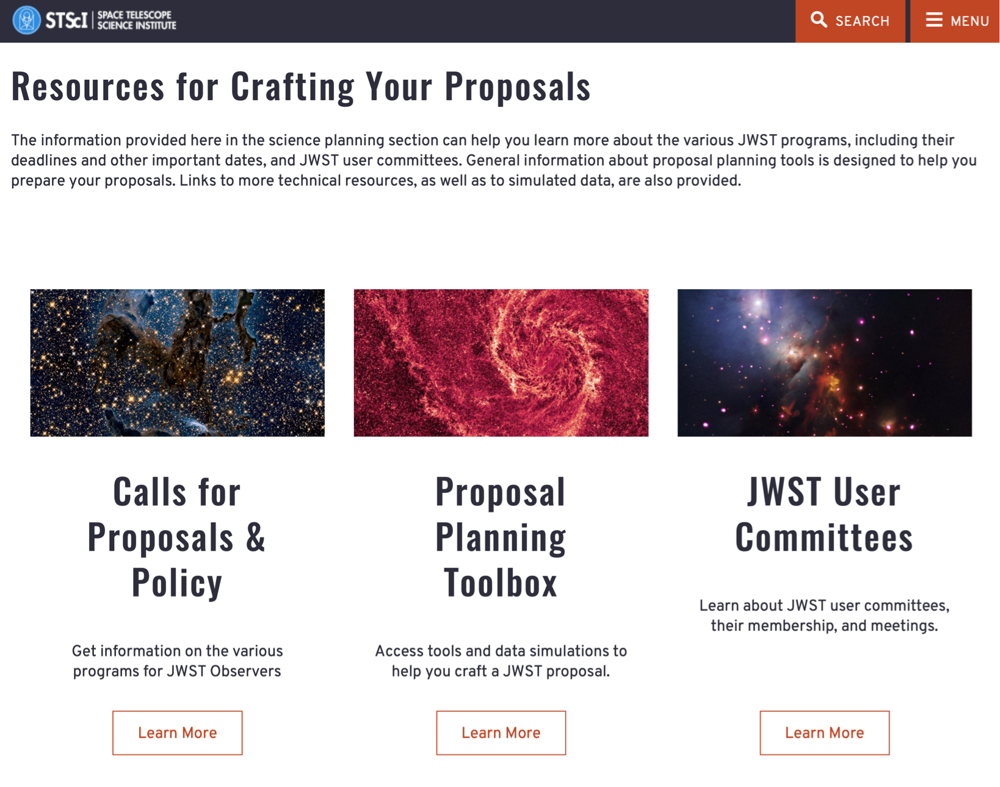 STScI | SPACE TELESCOPE
SCIENCE INSTITUTE
SEARCH
MENU
Resources for Crafting Your Proposals
The information provided here in the science planning section can help you learn more about the various JWST programs, including their
deadlines and other important dates, and JWST user committees. General information about proposal planning tools is designed to help you
prepare your proposals. Links to more technical resources, as well as to simulated data, are also provided.
Calls for
Proposals &
Policy
Get information on the various
programs for JWST Observers
Learn More
Proposal
Planning
Toolbox
Access tools and data simulations to
help you craft a JWST proposal.
Learn More
JWST User
Committees
Learn about JWST user committees,
their membership, and meetings.
Learn More